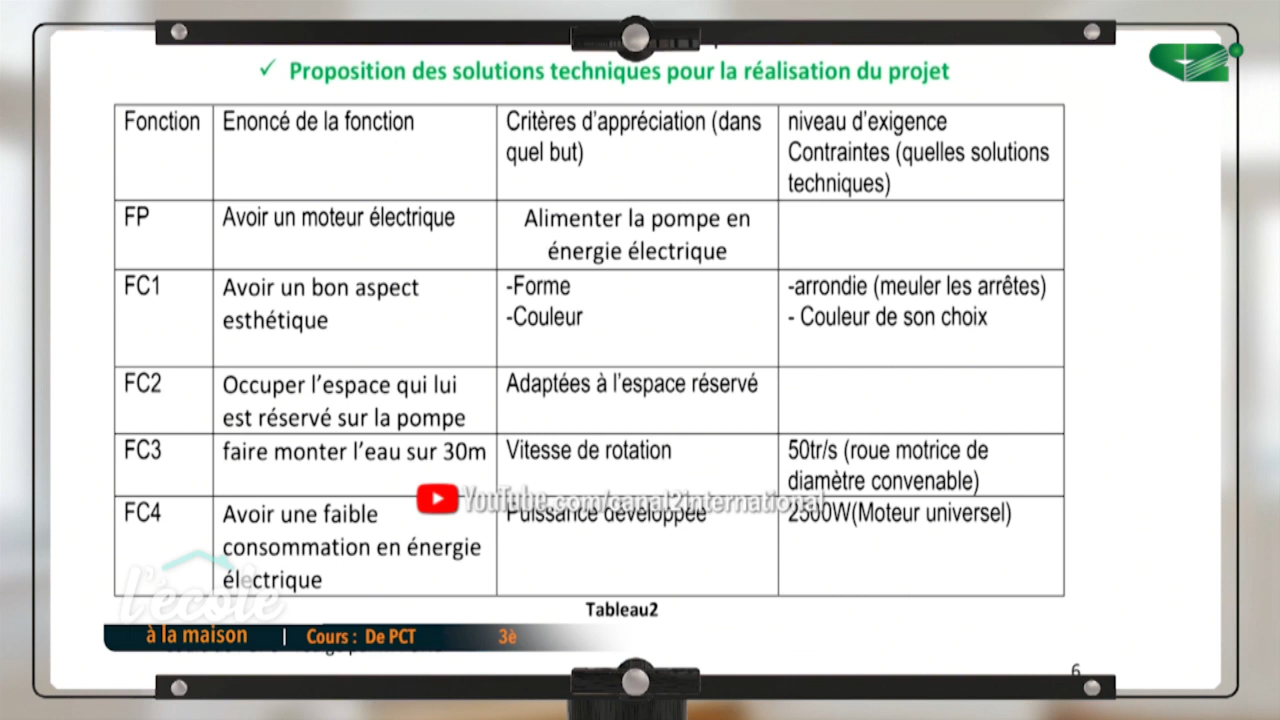 ✓ Proposition des solutions techniques pour la réalisation du projet
Fonction Enoncé de la fonction Critères d'appréciation (dans quel but) niveau d'exigence Contraintes (quelles solutions techniques)
FP Avoir un moteur électrique Alimenter la pompe en énergie électrique
FC1 Avoir un bon aspect esthétique -Forme -Couleur -arrondie (meuler les arrêtes) - Couleur de son choix
FC2 Occuper l'espace qui lui est réservé sur la pompe Adaptées à l'espace réservé
FC3 faire monter l'eau sur 30m Vitesse de rotation 50tr/s (roue motrice de diamètre convenable)
FC4 Avoir une faible consommation en énergie électrique Puissance développée 2500W(Moteur universel)
YouTube.com/canal2international
Tableau2
l'école
à la maison | Cours : De PCT 3è
6